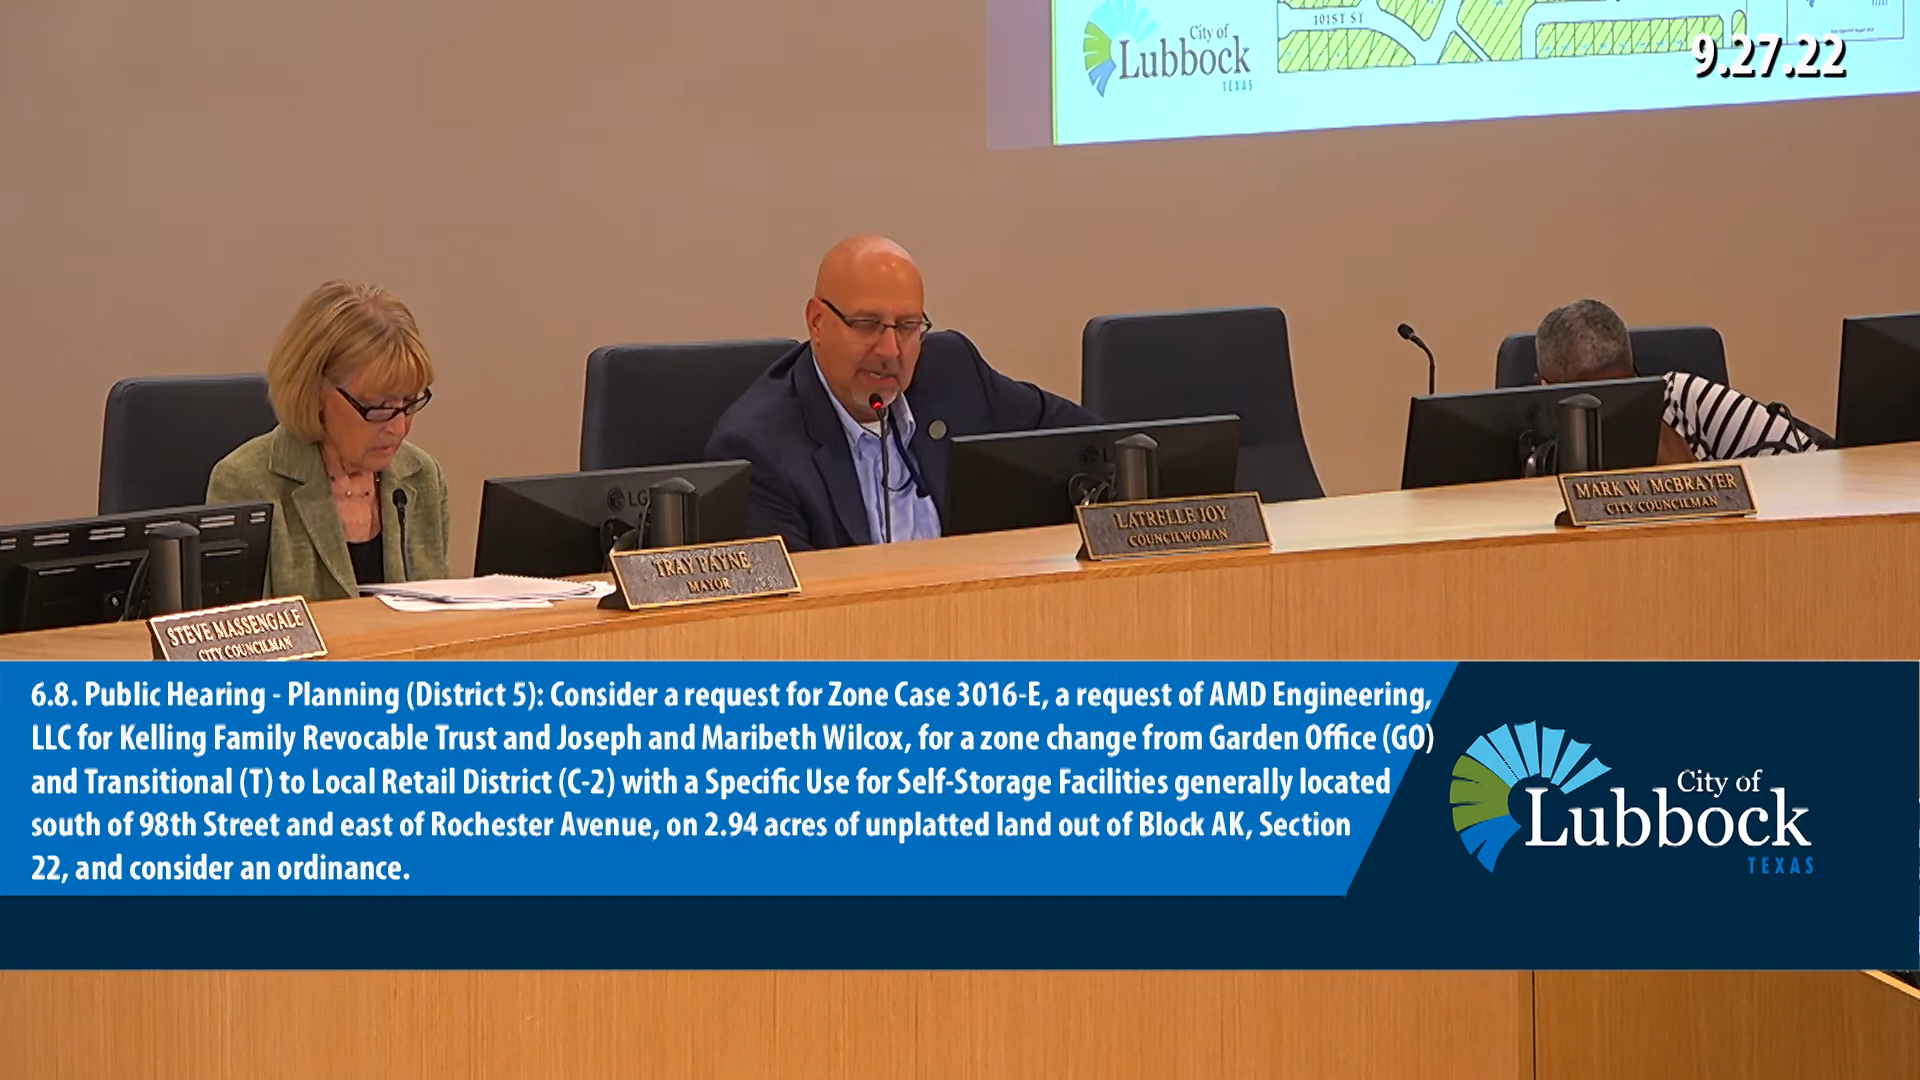 City of
Lubbock
TEXAS
101ST ST
9.27.22
LG
STEVE MASSENGALE
CITY COUNCILMAN
TRAY PAYNE
MAYOR
LATRELLE JOY
COUNCILWOMAN
MARK W. MCBRAYER
CITY COUNCILMAN
6.8. Public Hearing - Planning (District 5): Consider a request for Zone Case 3016-E, a request of AMD Engineering,
LLC for Kelling Family Revocable Trust and Joseph and Maribeth Wilcox, for a zone change from Garden Office (GO)
and Transitional (T) to Local Retail District (C-2) with a Specific Use for Self-Storage Facilities generally located
south of 98th Street and east of Rochester Avenue, on 2.94 acres of unplatted land out of Block AK, Section
22, and consider an ordinance.
City of
Lubbock
TEXAS